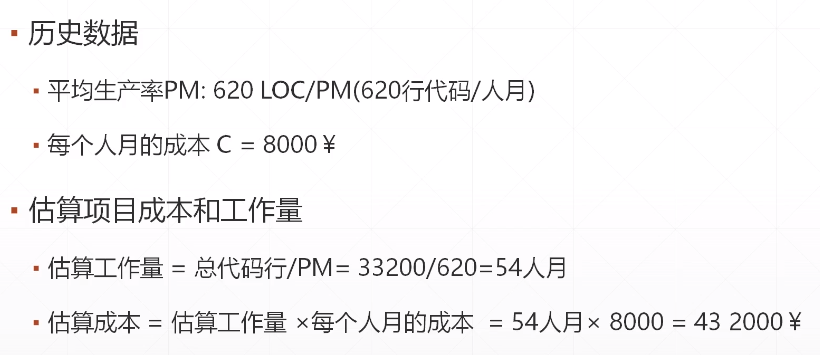 ▪ 历史数据
▪ 平均生产率PM: 620 LOC/PM(620行代码/人月)
▪ 每个人月的成本 C = 8000￥
▪ 估算项目成本和工作量
▪ 估算工作量 = 总代码行/PM= 33200/620=54人月
▪ 估算成本 = 估算工作量 ×每个人月的成本 = 54人月× 8000 = 43 2000￥